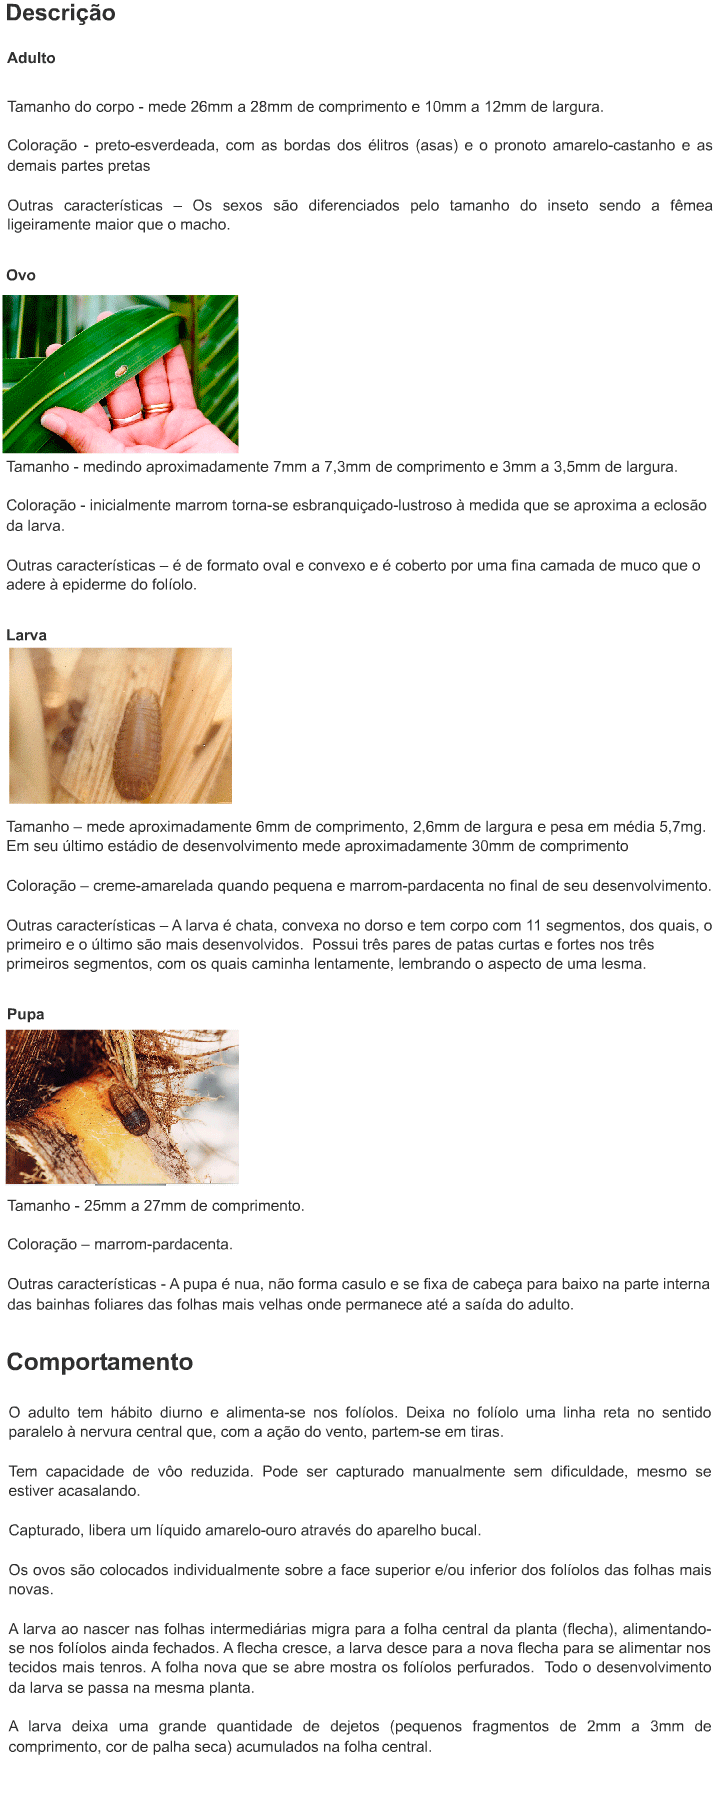 Descrição
Adulto
Tamanho do corpo - mede 26mm a 28mm de comprimento e 10mm a 12mm de largura.
Coloração - preto-esverdeada, com as bordas dos élitros (asas) e o pronoto amarelo-castanho e as
demais partes pretas
Outras características – Os sexos são diferenciados pelo tamanho do inseto sendo a fêmea
ligeiramente maior que o macho.
Ovo
Tamanho - medindo aproximadamente 7mm a 7,3mm de comprimento e 3mm a 3,5mm de largura.
Coloração - inicialmente marrom torna-se esbranquiçado-lustroso à medida que se aproxima a eclosão
da larva.
Outras características – é de formato oval e convexo e é coberto por uma fina camada de muco que o
adere à epiderme do folíolo.
Larva
Tamanho – mede aproximadamente 6mm de comprimento, 2,6mm de largura e pesa em média 5,7mg.
Em seu último estádio de desenvolvimento mede aproximadamente 30mm de comprimento
Coloração – creme-amarelada quando pequena e marrom-pardacenta no final de seu desenvolvimento.
Outras características – A larva é chata, convexa no dorso e tem corpo com 11 segmentos, dos quais, o
primeiro e o último são mais desenvolvidos.  Possui três pares de patas curtas e fortes nos três
primeiros segmentos, com os quais caminha lentamente, lembrando o aspecto de uma lesma.
Pupa
Tamanho - 25mm a 27mm de comprimento.
Coloração – marrom-pardacenta.
Outras características - A pupa é nua, não forma casulo e se fixa de cabeça para baixo na parte interna
das bainhas foliares das folhas mais velhas onde permanece até a saída do adulto.
Comportamento
O adulto tem hábito diurno e alimenta-se nos folíolos. Deixa no folíolo uma linha reta no sentido
paralelo à nervura central que, com a ação do vento, partem-se em tiras.
Tem capacidade de vôo reduzida. Pode ser capturado manualmente sem dificuldade, mesmo se
estiver acasalando.
Capturado, libera um líquido amarelo-ouro através do aparelho bucal.
Os ovos são colocados individualmente sobre a face superior e/ou inferior dos folíolos das folhas mais
novas.
A larva ao nascer nas folhas intermediárias migra para a folha central da planta (flecha), alimentando-
se nos folíolos ainda fechados. A flecha cresce, a larva desce para a nova flecha para se alimentar nos
tecidos mais tenros. A folha nova que se abre mostra os folíolos perfurados.  Todo o desenvolvimento
da larva se passa na mesma planta.
A larva deixa uma grande quantidade de dejetos (pequenos fragmentos de 2mm a 3mm de
comprimento, cor de palha seca) acumulados na folha central.